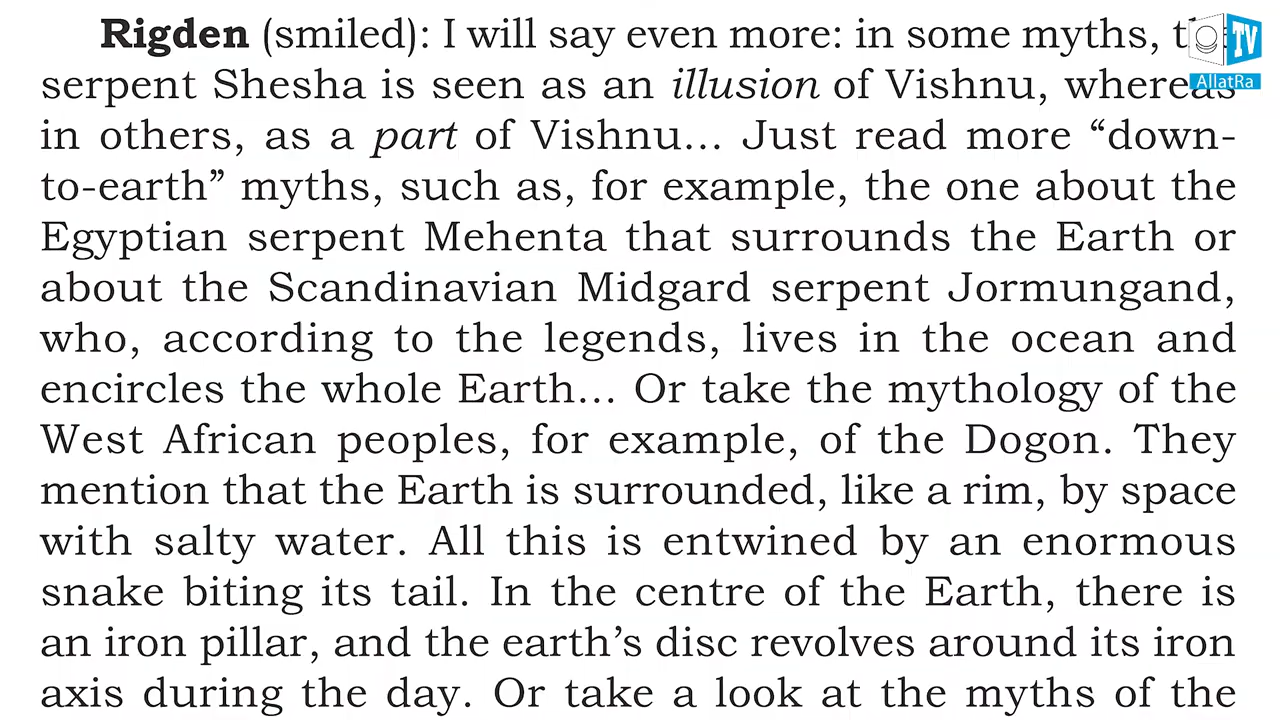 Rigden (smiled): I will say even more: in some myths, the
serpent Shesha is seen as an illusion of Vishnu, whereas
in others, as a part of Vishnu... Just read more “down-
to-earth” myths, such as, for example, the one about the
Egyptian serpent Mehenta that surrounds the Earth or
about the Scandinavian Midgard serpent Jormungand,
who, according to the legends, lives in the ocean and
encircles the whole Earth... Or take the mythology of the
West African peoples, for example, of the Dogon. They
mention that the Earth is surrounded, like a rim, by space
with salty water. All this is entwined by an enormous
snake biting its tail. In the centre of the Earth, there is
an iron pillar, and the earth’s disc revolves around its iron
axis during the day. Or take a look at the myths of the
TV
AllatRa